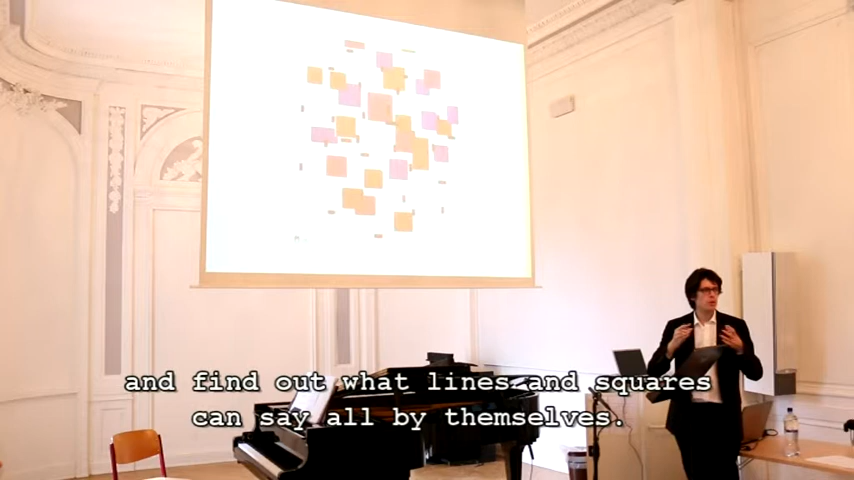 and find out what lines and squares
can say all by themselves.